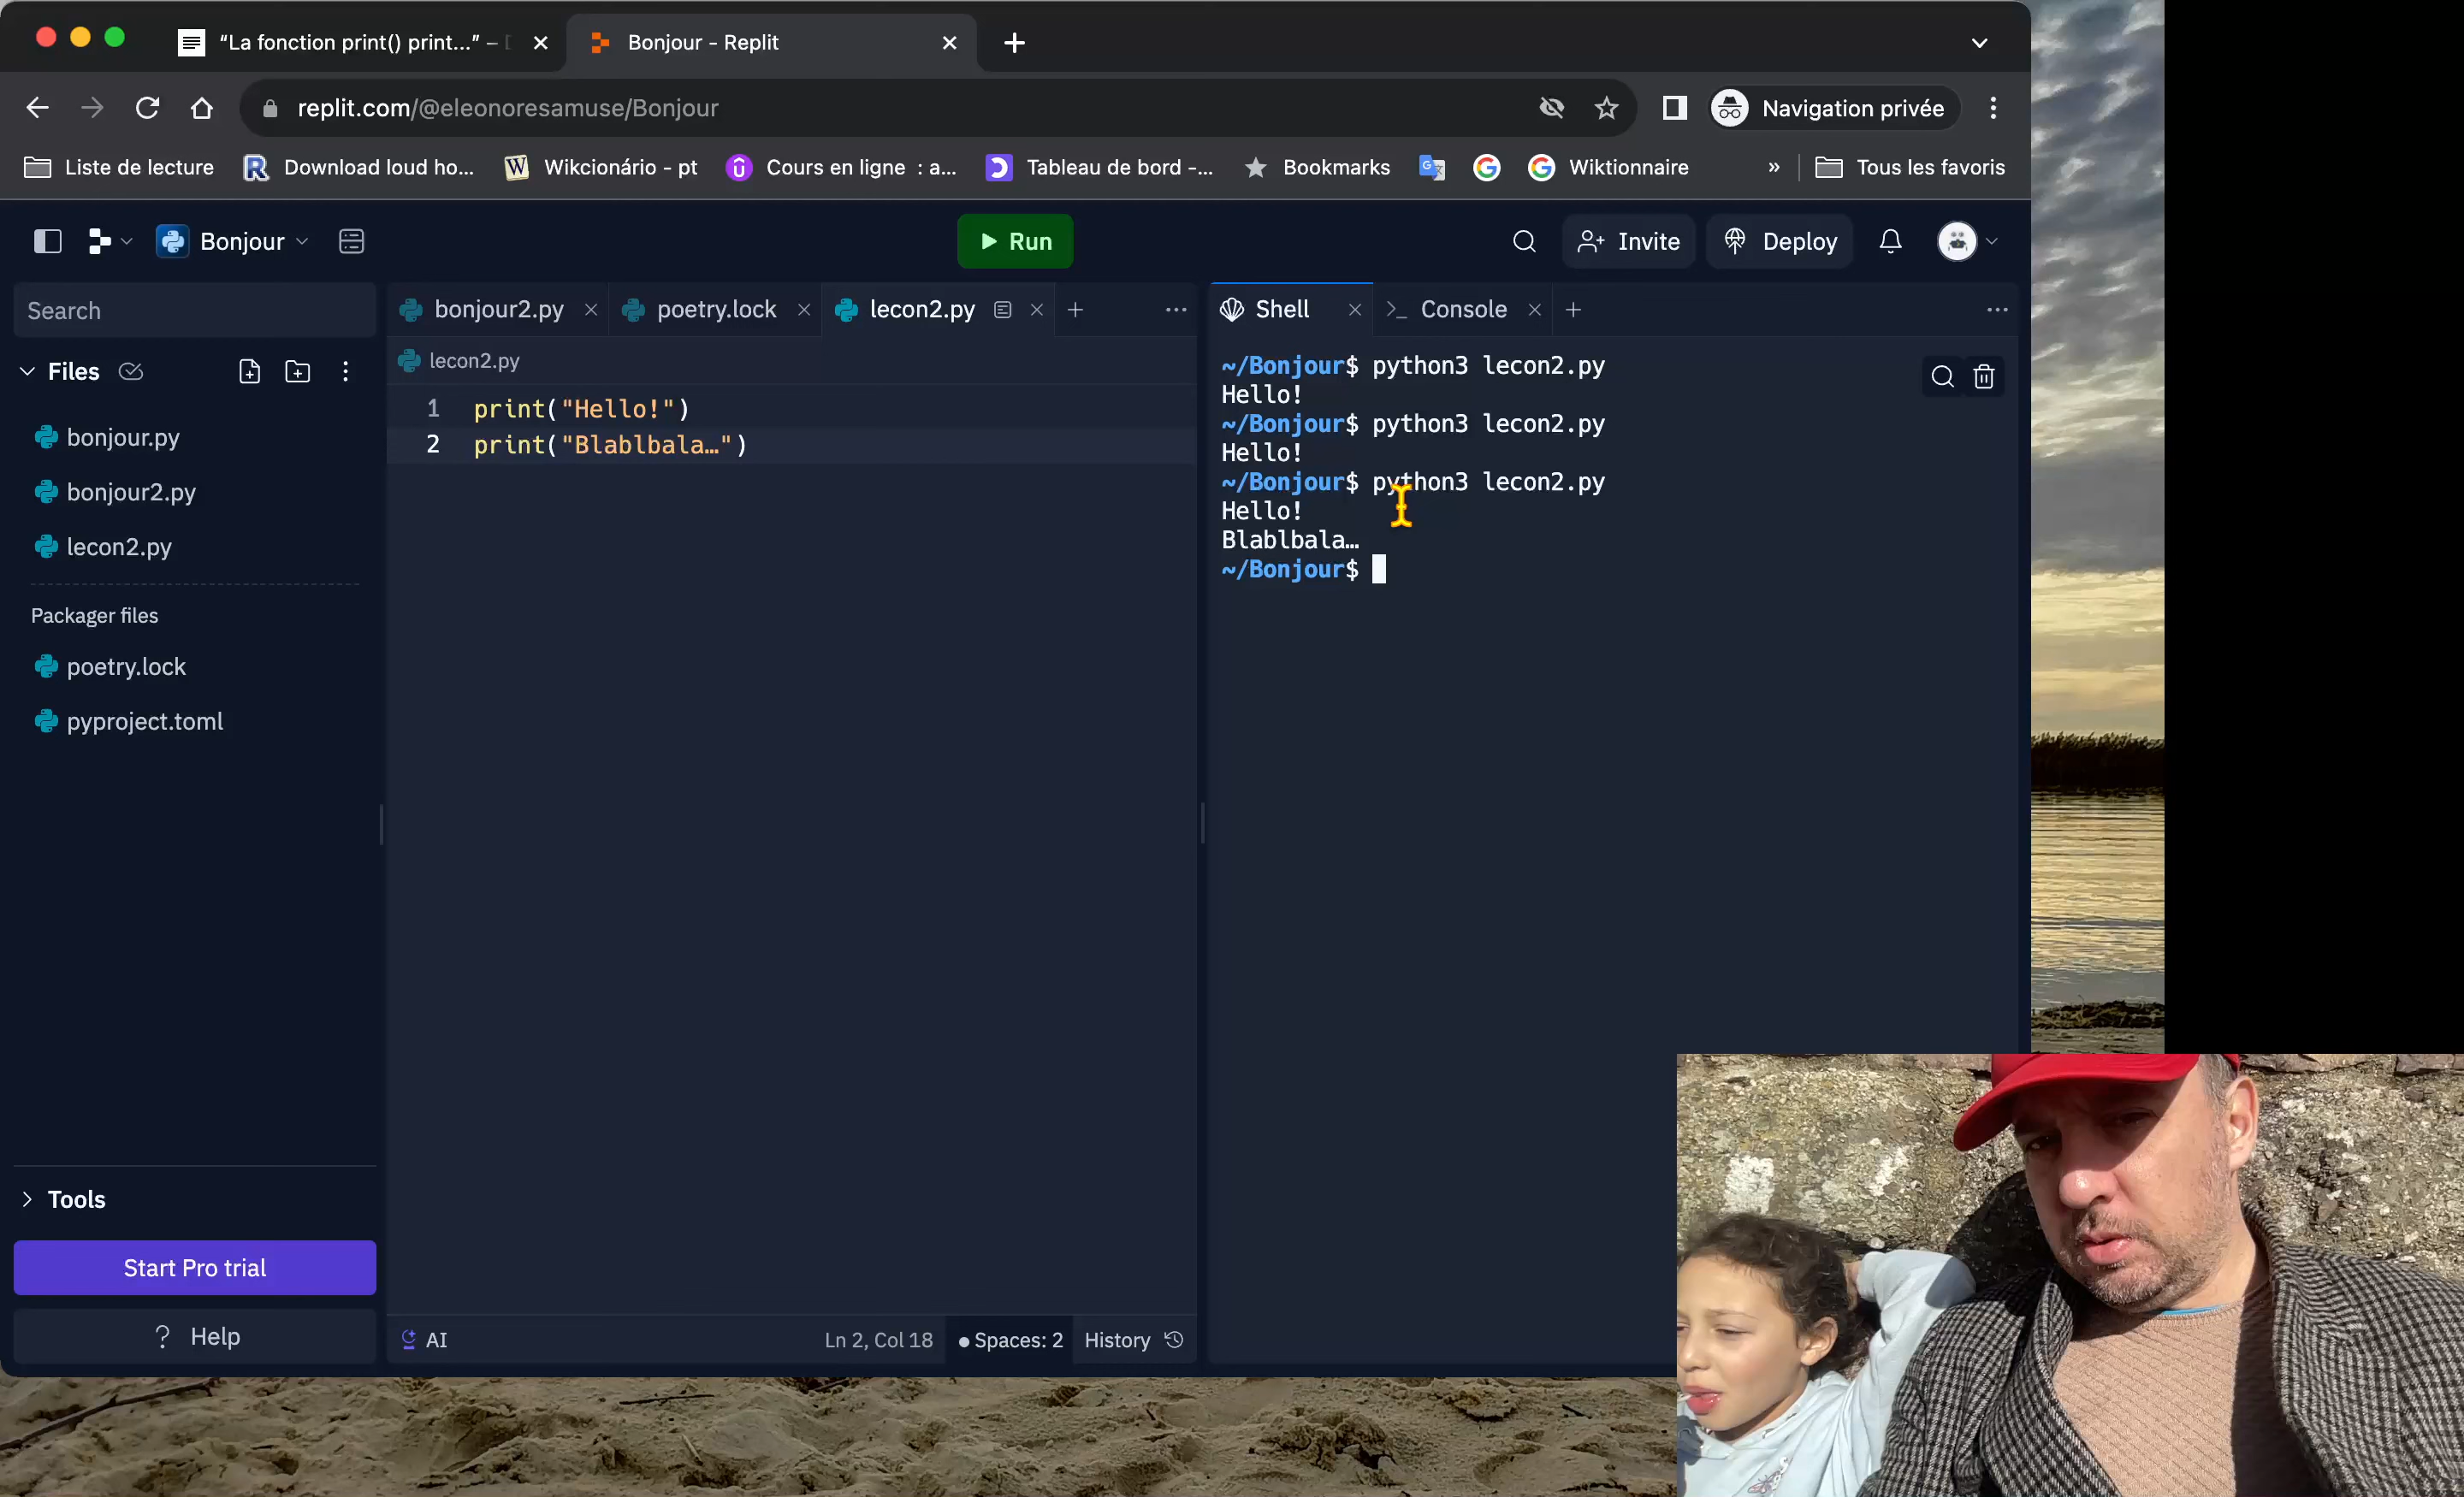 “La fonction print() print...” –
Bonjour - Replit
replit.com/@eleonoresamuse/Bonjour
Navigation privée
Liste de lecture
Download loud ho...
Wikcionário - pt
Cours en ligne : a...
Tableau de bord -...
Bookmarks
Wiktionnaire
»
Tous les favoris
Bonjour
Run
Invite
Deploy
Search
Files
bonjour.py
bonjour2.py
lecon2.py
Packager files
poetry.lock
pyproject.toml
Tools
Start Pro trial
? Help
bonjour2.py
poetry.lock
lecon2.py
lecon2.py
1 print("Hello!")
2 print("Blablbala…")
AI
Ln 2, Col 18
Spaces: 2
History
Shell
Console
~/Bonjour$ python3 lecon2.py
Hello!
~/Bonjour$ python3 lecon2.py
Hello!
~/Bonjour$ python3 lecon2.py
Hello!
Blablbala…
~/Bonjour$